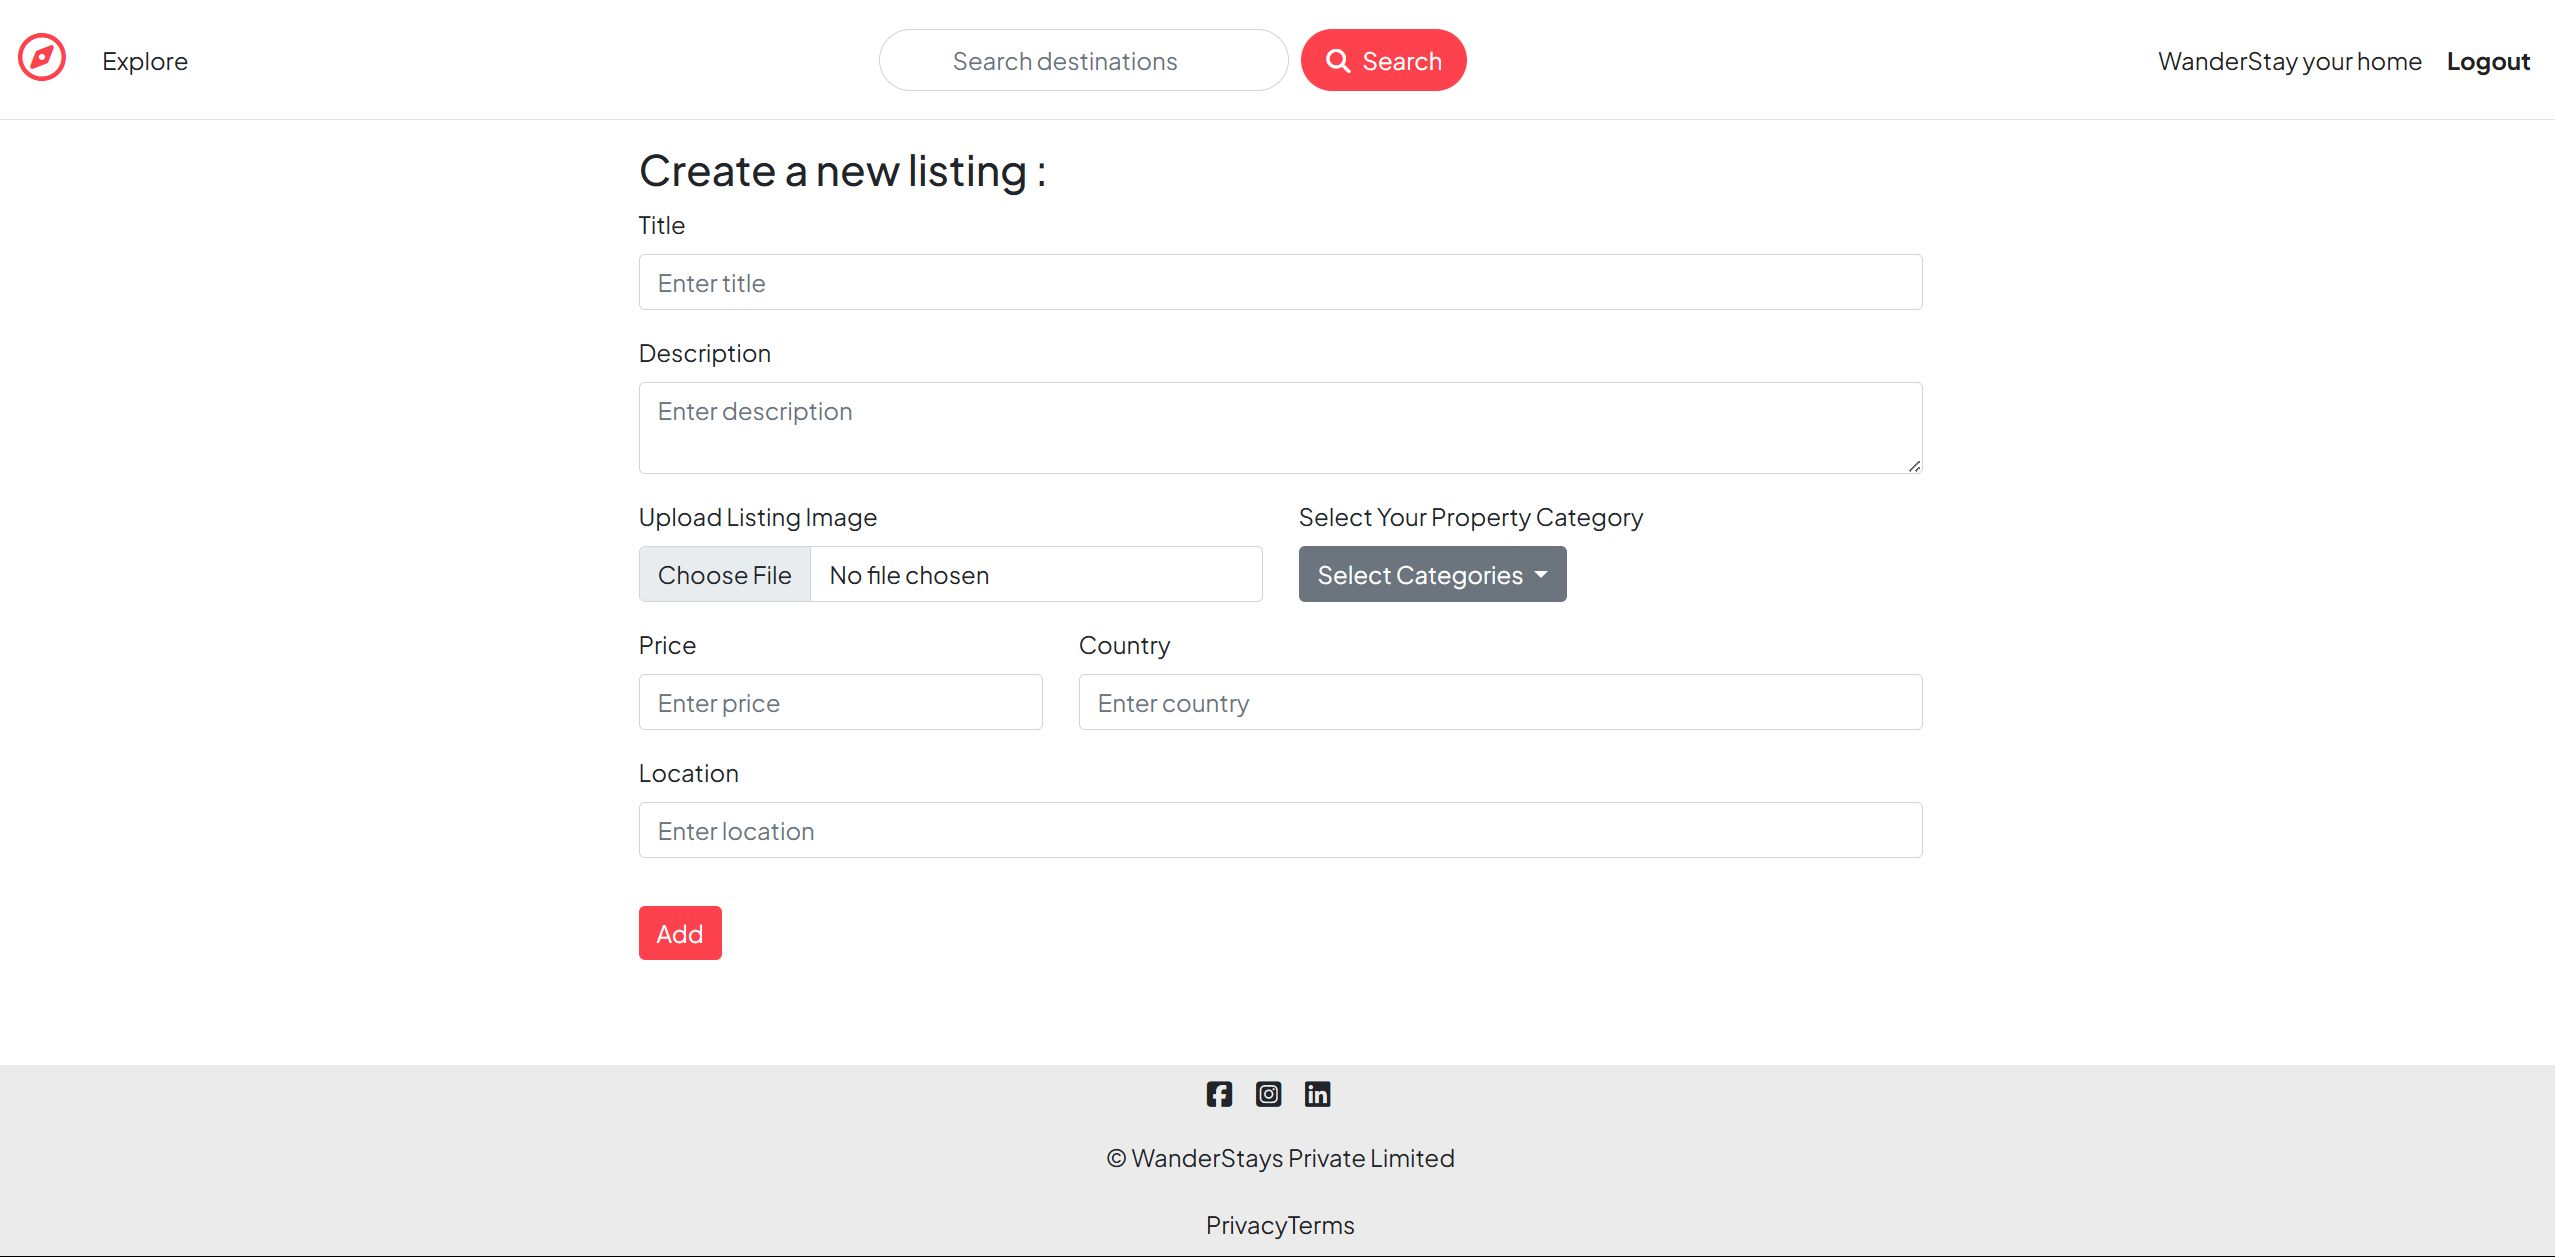 Explore Search destinations Search WanderStay your home Logout
Create a new listing :
Title
Enter title
Description
Enter description
Upload Listing Image Select Your Property Category
Choose File No file chosen Select Categories
Price Country
Enter price Enter country
Location
Enter location
Add
© WanderStays Private Limited
PrivacyTerms